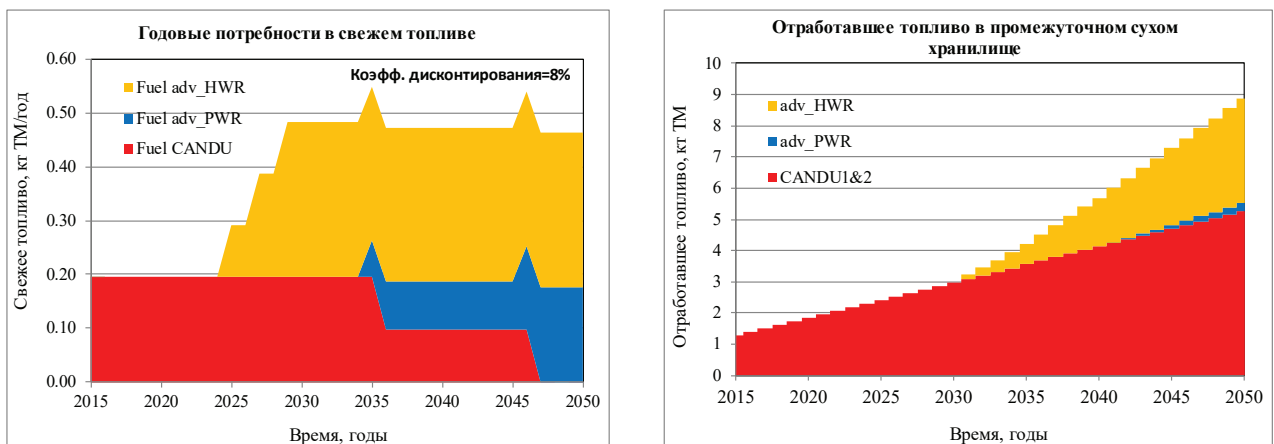 Годовые потребности в свежем топливе
Коэфф. дисконтирования=8%
Fuel adv_HWR
Fuel adv_PWR
Fuel CANDU
Свежее топливо, кт ТМ/год
0.60
0.50
0.40
0.30
0.20
0.10
0.00
2015 2020 2025 2030 2035 2040 2045 2050
Время, годы
Отработавшее топливо в промежуточном сухом
хранилище
adv_HWR
adv_PWR
CANDU1&2
Отработавшее топливо, кт ТМ
10
9
8
7
6
5
4
3
2
1
0
2015 2020 2025 2030 2035 2040 2045 2050
Время, годы